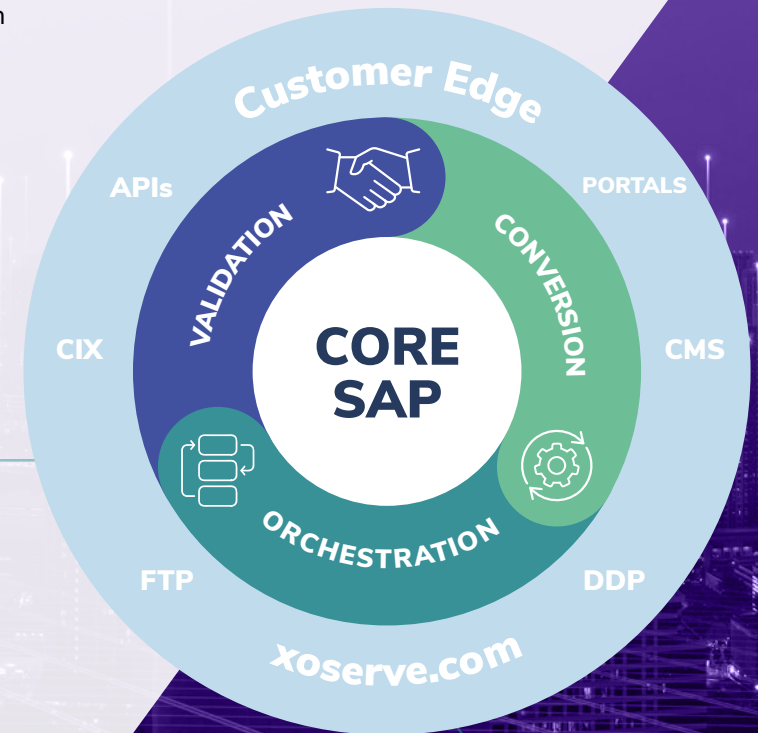 n
Customer Edge
APIs
PORTALS
VALIDATION
CONVERSION
CIX
CORE
SAP
CMS
ORCHESTRATION
FTP
DDP
xoserve.com